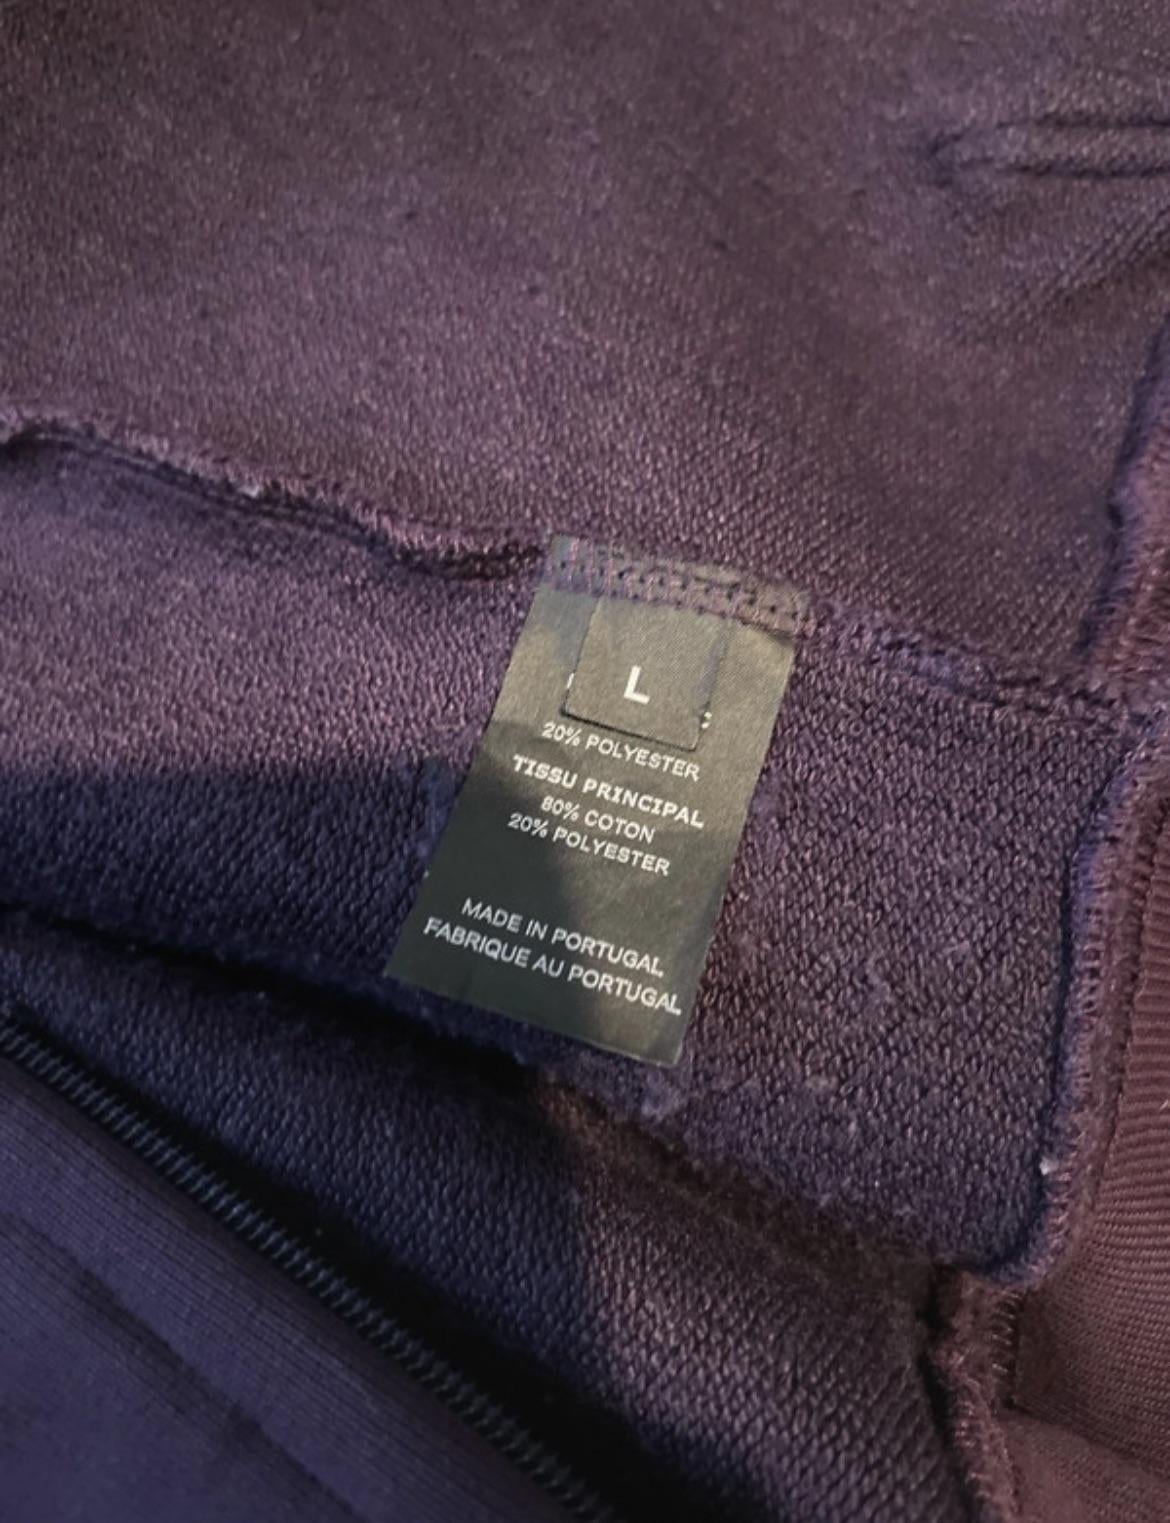 L
20% POLYESTER
TISSU PRINCIPAL
80% COTON
20% POLYESTER
MADE IN PORTUGAL
FABRIQUE AU PORTUGAL